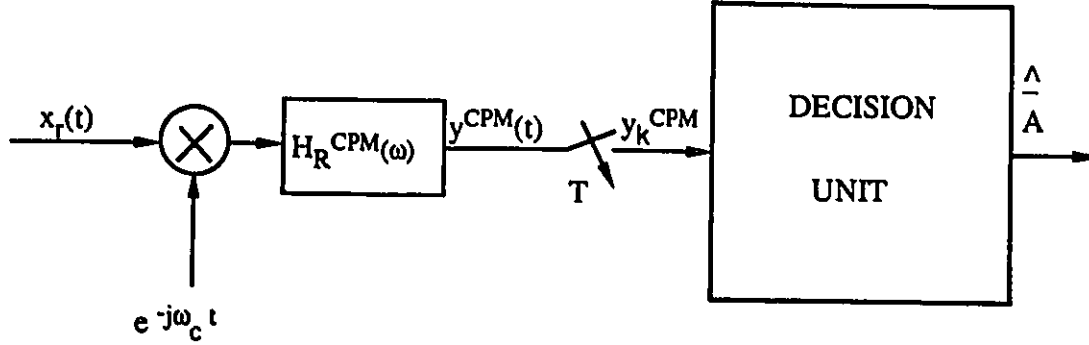 x_r(t)
H_R^CPM(ω)
y^CPM(t)
T
y_k^CPM
DECISION
UNIT
^
A
e^-jω_c t